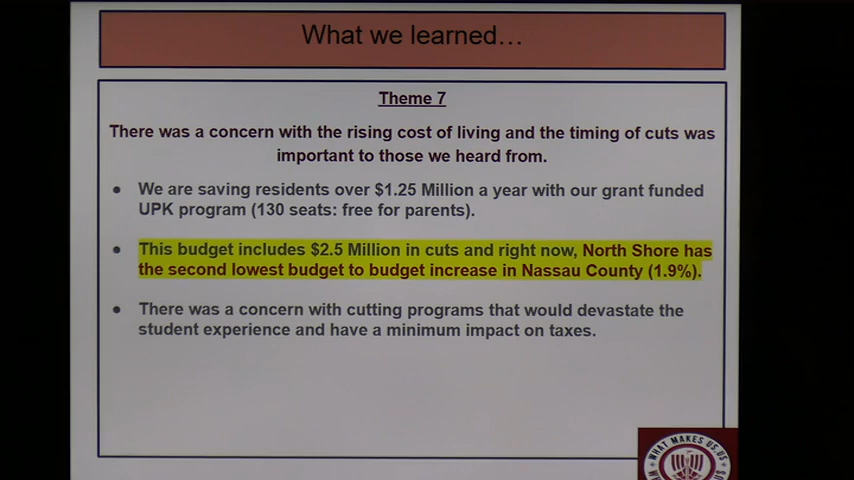 What we learned…
Theme 7
There was a concern with the rising cost of living and the timing of cuts was
important to those we heard from.
● We are saving residents over $1.25 Million a year with our grant funded
UPK program (130 seats: free for parents).
● This budget includes $2.5 Million in cuts and right now, North Shore has
the second lowest budget to budget increase in Nassau County (1.9%).
● There was a concern with cutting programs that would devastate the
student experience and have a minimum impact on taxes.
WHAT MAKES US, US